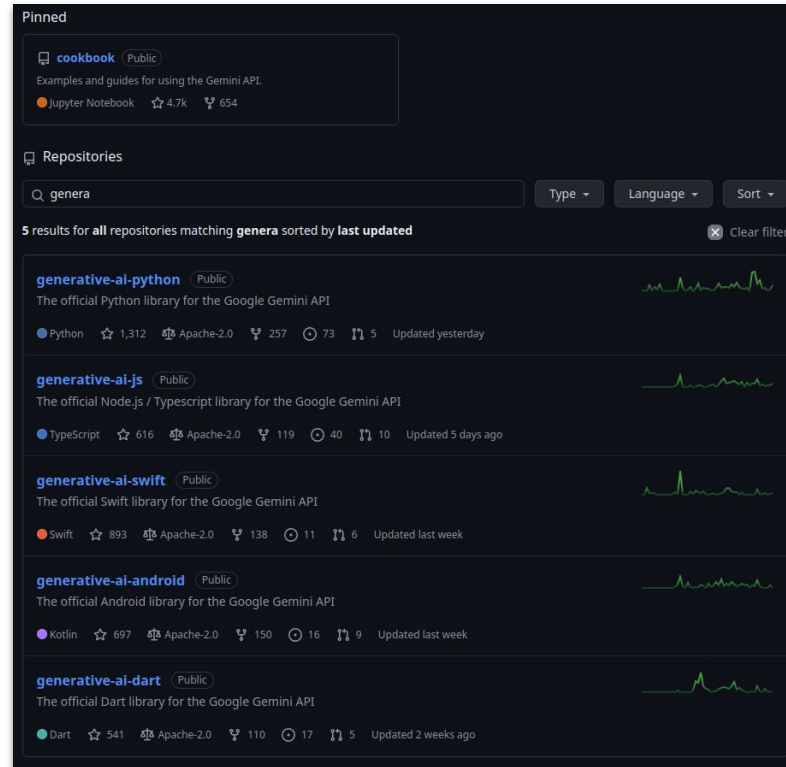 Pinned
cookbook Public
Examples and guides for using the Gemini API.
Jupyter Notebook 4.7k 654
Repositories
genera Type Language Sort
5 results for all repositories matching genera sorted by last updated Clear filter
generative-ai-python Public
The official Python library for the Google Gemini API
Python 1,312 Apache-2.0 257 73 5 Updated yesterday
generative-ai-js Public
The official Node.js / Typescript library for the Google Gemini API
TypeScript 616 Apache-2.0 119 40 10 Updated 5 days ago
generative-ai-swift Public
The official Swift library for the Google Gemini API
Swift 893 Apache-2.0 138 11 6 Updated last week
generative-ai-android Public
The official Android library for the Google Gemini API
Kotlin 697 Apache-2.0 150 16 9 Updated last week
generative-ai-dart Public
The official Dart library for the Google Gemini API
Dart 541 Apache-2.0 110 17 5 Updated 2 weeks ago